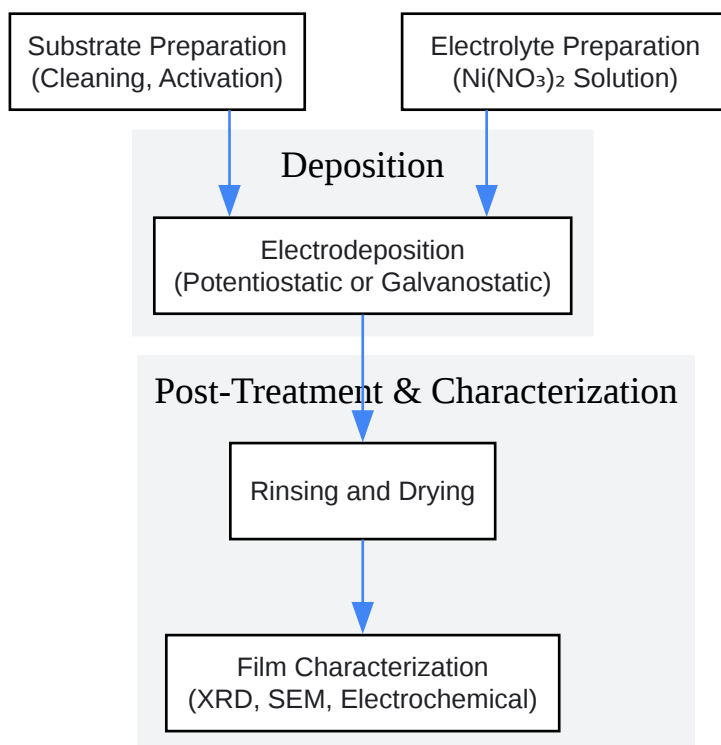 Substrate Preparation
(Cleaning, Activation)
Electrolyte Preparation
(Ni(NO₃)₂ Solution)
Deposition
Electrodeposition
(Potentiostatic or Galvanostatic)
Post-Treatment & Characterization
Rinsing and Drying
Film Characterization
(XRD, SEM, Electrochemical)